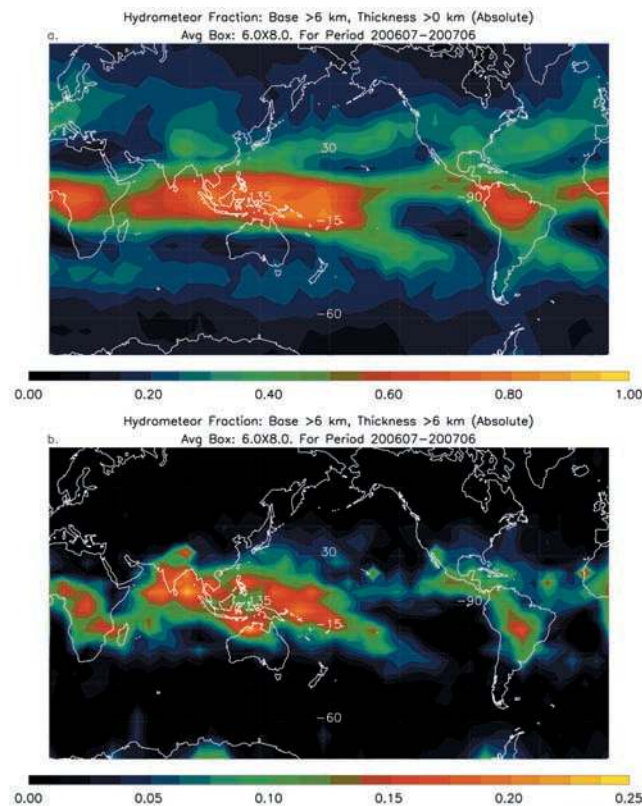 Hydrometeor Fraction: Base >6 km, Thickness >0 km (Absolute)
a.
Avg Box: 6.0X8.0. For Period 200607-200706
30
135
-90
-15
-60
0.00 0.20 0.40 0.60 0.80 1.00
Hydrometeor Fraction: Base >6 km, Thickness >6 km (Absolute)
b.
Avg Box: 6.0X8.0. For Period 200607-200706
30
135
-90
-15
-60
0.00 0.05 0.10 0.15 0.20 0.25